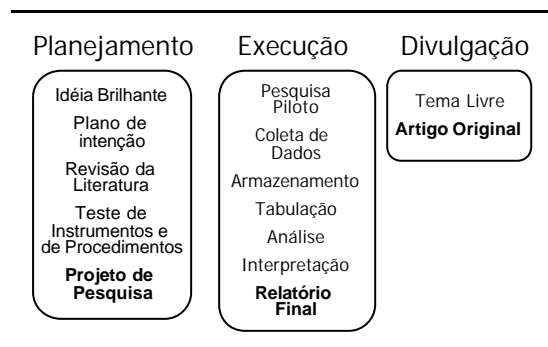 Planejamento
Idéia Brilhante
Plano de
intenção
Revisão da
Literatura
Teste de
Instrumentos e
de Procedimentos
Projeto de
Pesquisa
Execução
Pesquisa
Piloto
Coleta de
Dados
Armazenamento
Tabulação
Análise
Interpretação
Relatório
Final
Divulgação
Tema Livre
Artigo Original